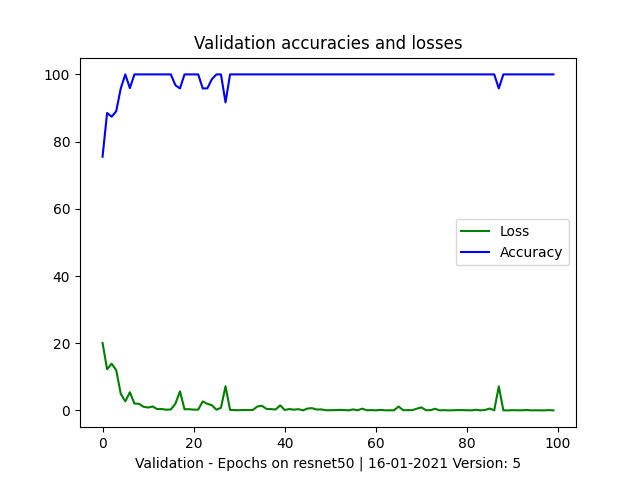 Validation accuracies and losses
100
80
60
40
20
0
Loss
Accuracy
0 20 40 60 80 100
Validation - Epochs on resnet50 | 16-01-2021 Version: 5